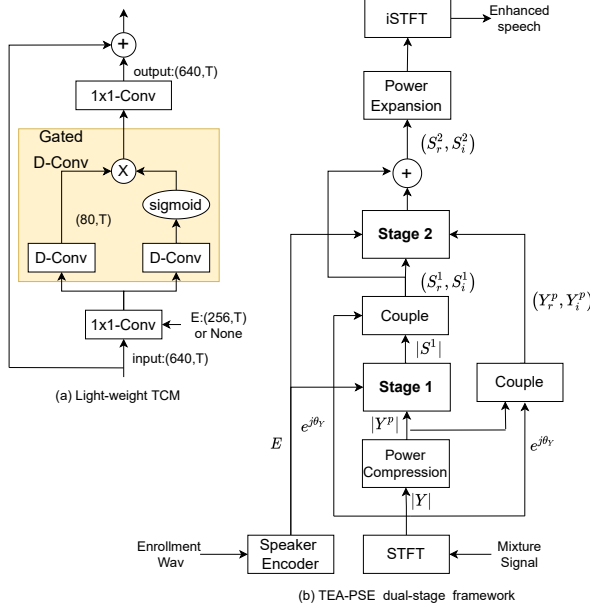 +
output:(640,T)
1x1-Conv
Gated
D-Conv
X
sigmoid
(80,T)
D-Conv
D-Conv
1x1-Conv
E:(256,T)
or None
input:(640,T)
(a) Light-weight TCM
iSTFT
Enhanced
speech
Power
Expansion
(S_r^2, S_i^2)
+
Stage 2
(S_r^1, S_i^1)
(Y_r^p, Y_i^p)
Couple
|S^1|
Stage 1
Couple
E
e^{jθ_Y}
|Y^p|
e^{jθ_Y}
Power
Compression
|Y|
Enrollment
Wav
Speaker
Encoder
STFT
Mixture
Signal
(b) TEA-PSE dual-stage framework